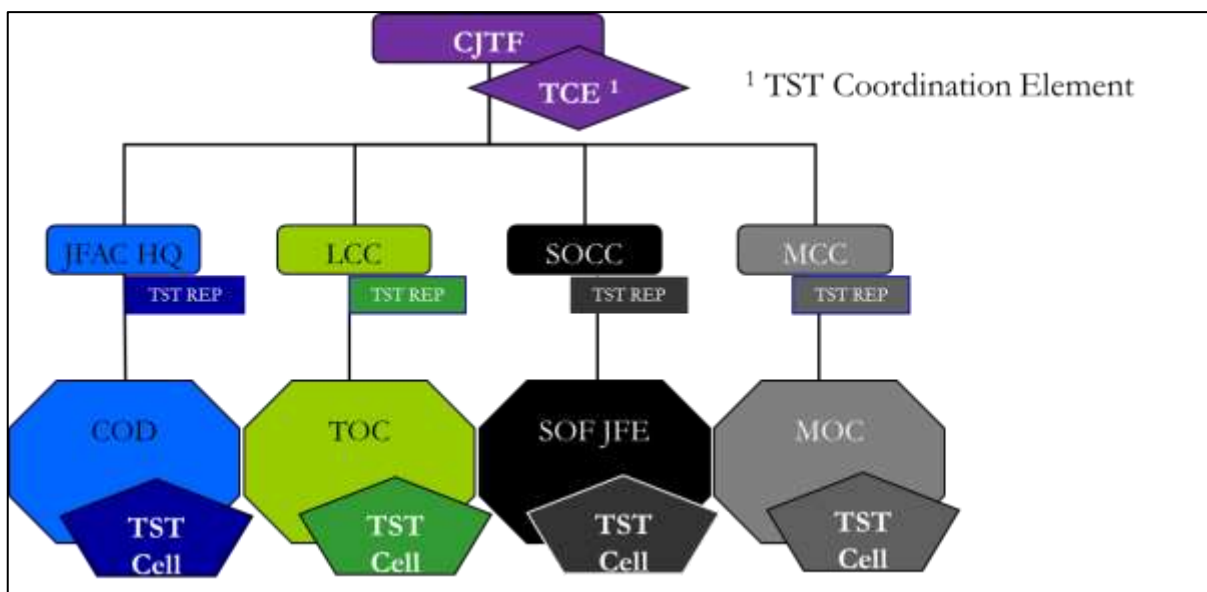 CJTF
TCE ¹
¹ TST Coordination Element
JFAC HQ
LCC
SOCC
MCC
TST REP
TST REP
TST REP
TST REP
COD
TOC
SOF JFE
MOC
TST
Cell
TST
Cell
TST
Cell
TST
Cell